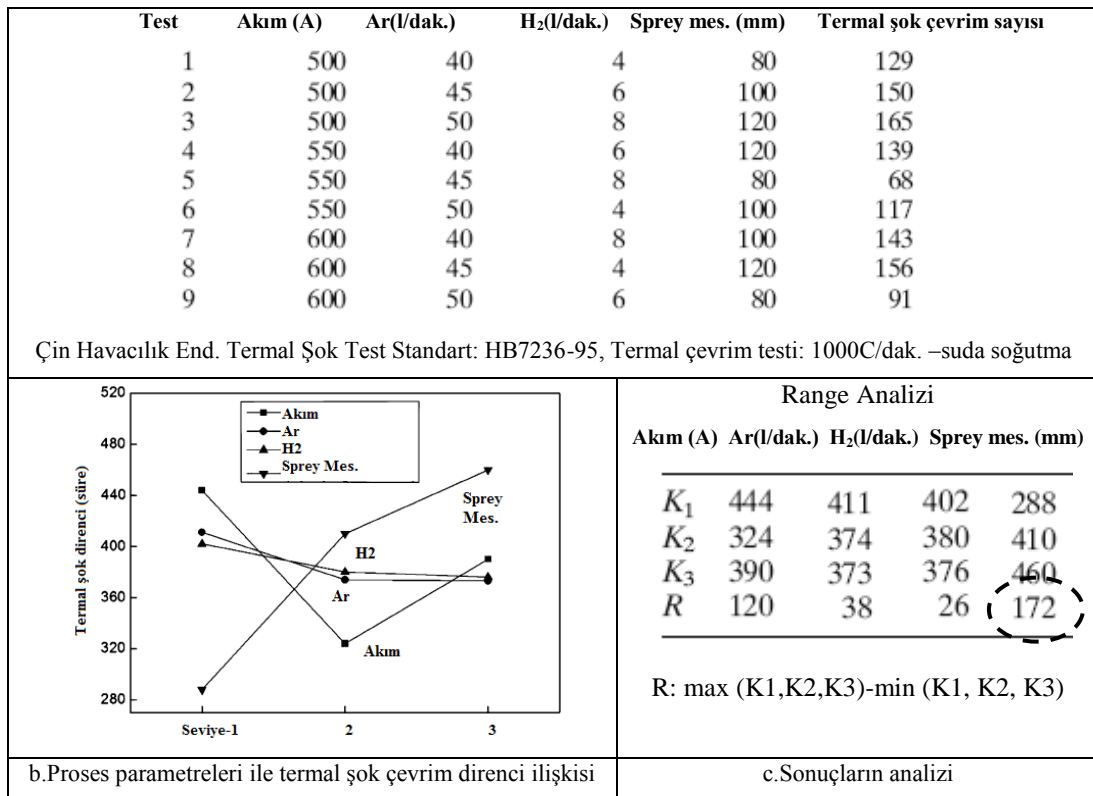 Test Akım (A) Ar(l/dak.) H₂(l/dak.) Sprey mes. (mm) Termal şok çevrim sayısı
1 500 40 4 80 129
2 500 45 6 100 150
3 500 50 8 120 165
4 550 40 6 120 139
5 550 45 8 80 68
6 550 50 4 100 117
7 600 40 8 100 143
8 600 45 4 120 156
9 600 50 6 80 91
Çin Havacılık End. Termal Şok Test Standart: HB7236-95, Termal çevrim testi: 1000C/dak. –suda soğutma
520
480
440
400
360
320
280
Termal şok direnci (süre)
Akım
Ar
H2
Sprey Mes.
Sprey
Mes.
H2
Ar
Akım
Seviye-1 2 3
Range Analizi
Akım (A) Ar(l/dak.) H₂(l/dak.) Sprey mes. (mm)
K₁ 444 411 402 288
K₂ 324 374 380 410
K₃ 390 373 376 460
R 120 38 26 172
R: max (K1,K2,K3)-min (K1, K2, K3)
b.Proses parametreleri ile termal şok çevrim direnci ilişkisi
c.Sonuçların analizi